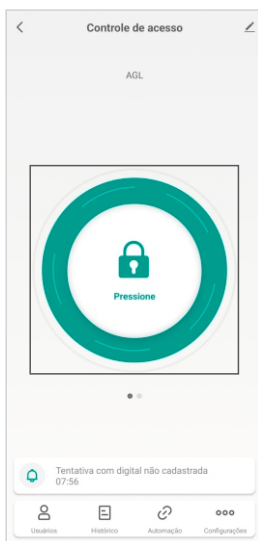 Controle de acesso
AGL
Pressione
Tentativa com digital não cadastrada
07:56
Usuários Histórico Automação Configurações